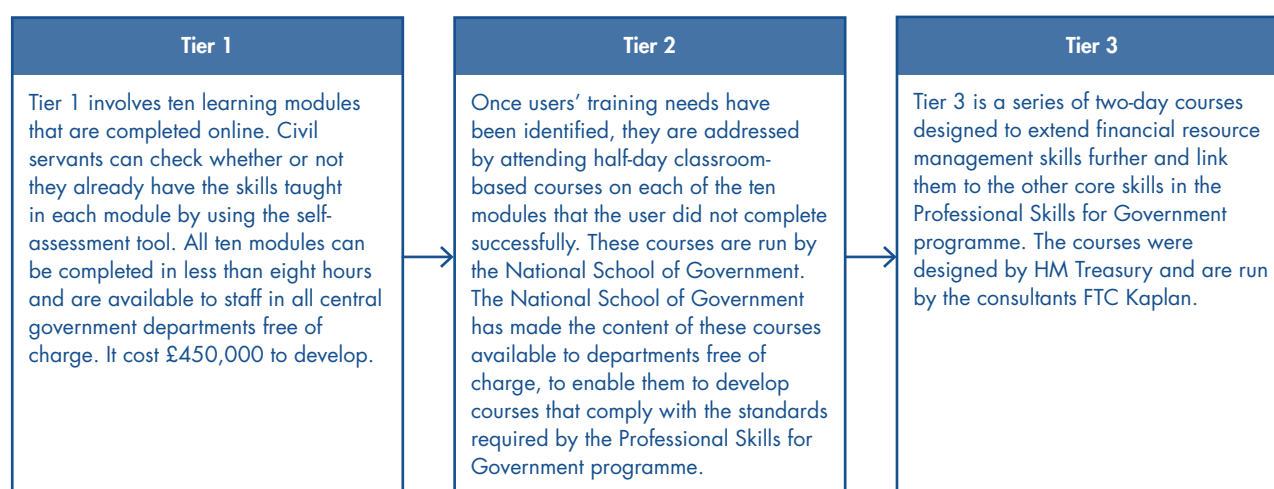 Tier 1
Tier 1 involves ten learning modules
that are completed online. Civil
servants can check whether or not
they already have the skills taught
in each module by using the self-
assessment tool. All ten modules can
be completed in less than eight hours
and are available to staff in all central
government departments free of
charge. It cost £450,000 to develop.
Tier 2
Once users’ training needs have
been identified, they are addressed
by attending half-day classroom-
based courses on each of the ten
modules that the user did not complete
successfully. These courses are run by
the National School of Government.
The National School of Government
has made the content of these courses
available to departments free of
charge, to enable them to develop
courses that comply with the standards
required by the Professional Skills for
Government programme.
Tier 3
Tier 3 is a series of two-day courses
designed to extend financial resource
management skills further and link
them to the other core skills in the
Professional Skills for Government
programme. The courses were
designed by HM Treasury and are run
by the consultants FTC Kaplan.